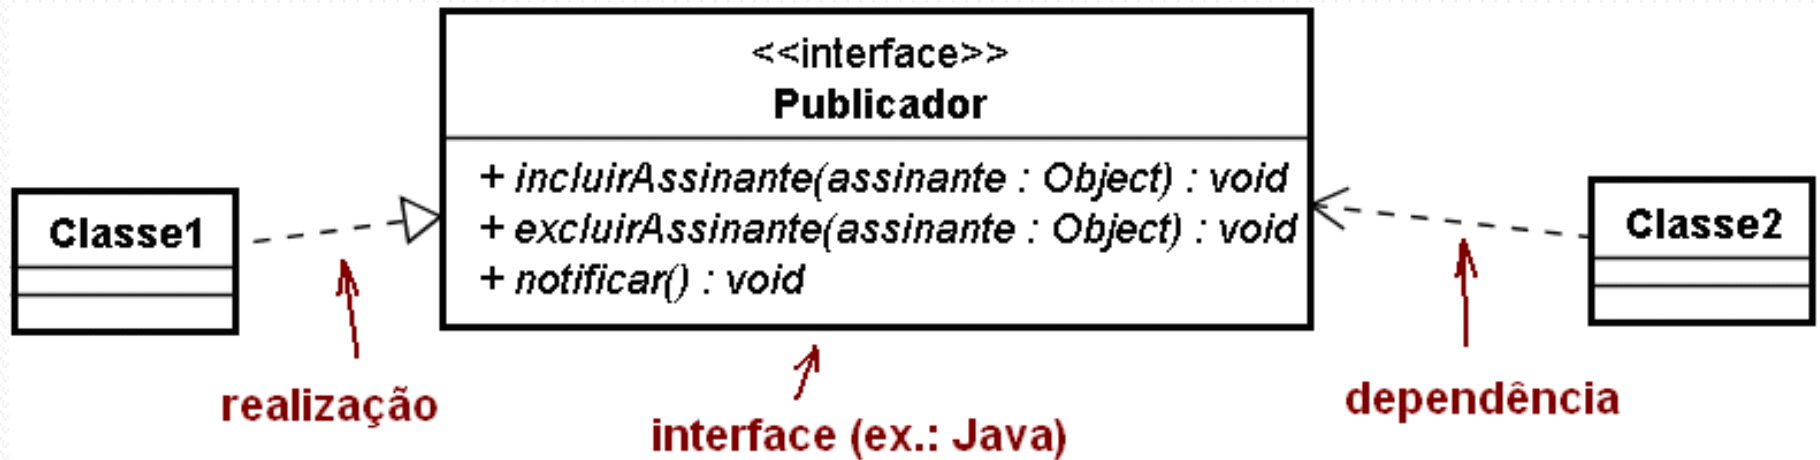 <<interface>>
Publicador
+ incluirAssinante(assinante : Object) : void
+ excluirAssinante(assinante : Object) : void
+ notificar() : void
Classe1
Classe2
realização
interface (ex.: Java)
dependência